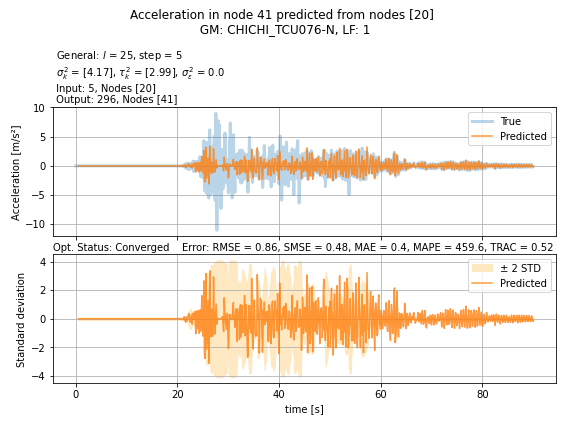 Acceleration in node 41 predicted from nodes [20]
GM: CHICHI_TCU076-N, LF: 1
General: l = 25, step = 5
σ²ₖ = [4.17], τ²ₖ = [2.99], σ²ε = 0.0
Input: 5, Nodes [20]
Output: 296, Nodes [41]
10
5
0
−5
−10
Acceleration [m/s²]
True
Predicted
Opt. Status: Converged Error: RMSE = 0.86, SMSE = 0.48, MAE = 0.4, MAPE = 459.6, TRAC = 0.52
4
2
0
−2
−4
Standard deviation
± 2 STD
Predicted
0 20 40 60 80
time [s]